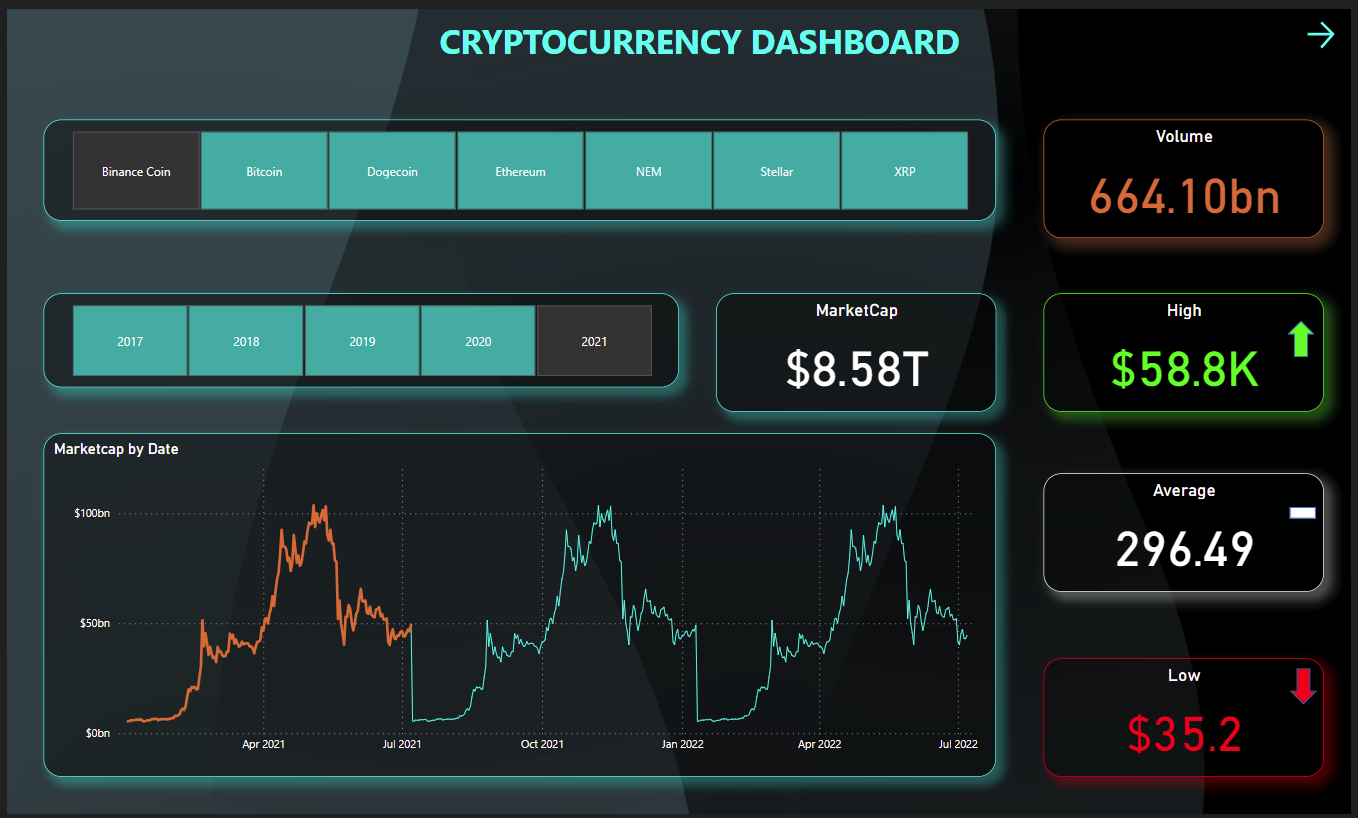 CRYPTOCURRENCY DASHBOARD
Binance Coin
Bitcoin
Dogecoin
Ethereum
NEM
Stellar
XRP
Volume
664.10bn
2017
2018
2019
2020
2021
MarketCap
$8.58T
High
$58.8K
Marketcap by Date
$100bn
$50bn
$0bn
Apr 2021
Jul 2021
Oct 2021
Jan 2022
Apr 2022
Jul 2022
Average
296.49
Low
$35.2